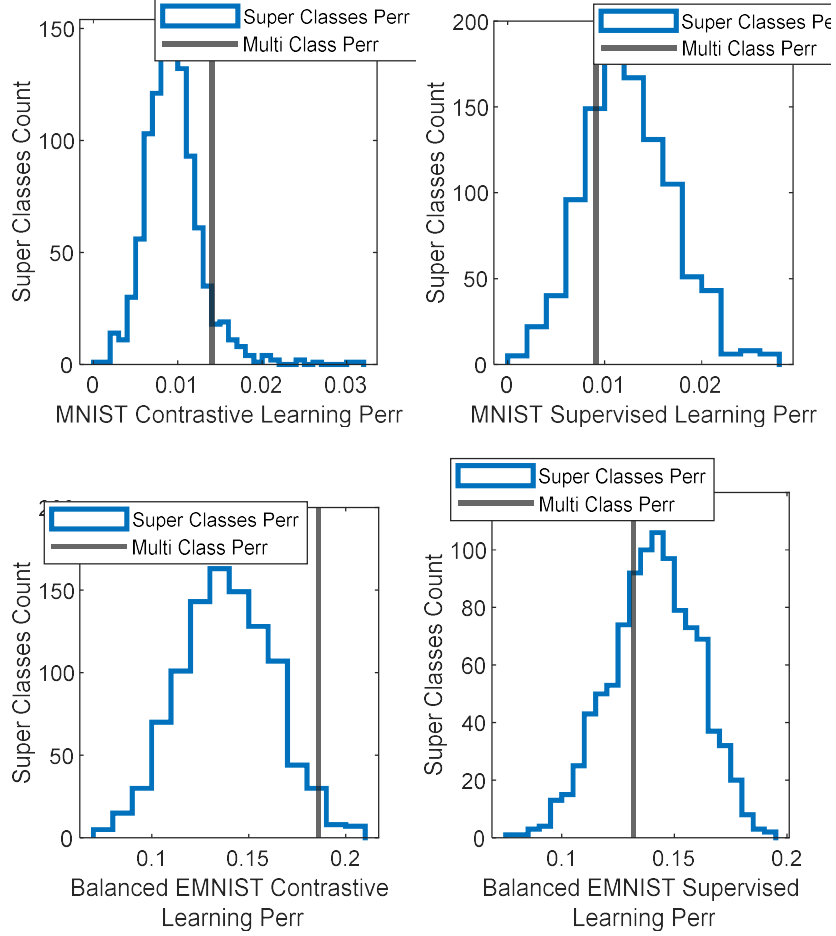 Super Classes Perr
Multi Class Perr
150
100
50
0
Super Classes Count
0
0.01
0.02
0.03
MNIST Contrastive Learning Perr
Super Classes Pe
Multi Class Perr
200
150
100
50
0
Super Classes Count
0
0.01
0.02
MNIST Supervised Learning Perr
Super Classes Perr
Multi Class Perr
150
100
50
0
Super Classes Count
0.1
0.15
0.2
Balanced EMNIST Contrastive
Learning Perr
Super Classes Perr
Multi Class Perr
100
80
60
40
20
0
Super Classes Count
0.1
0.15
0.2
Balanced EMNIST Supervised
Learning Perr